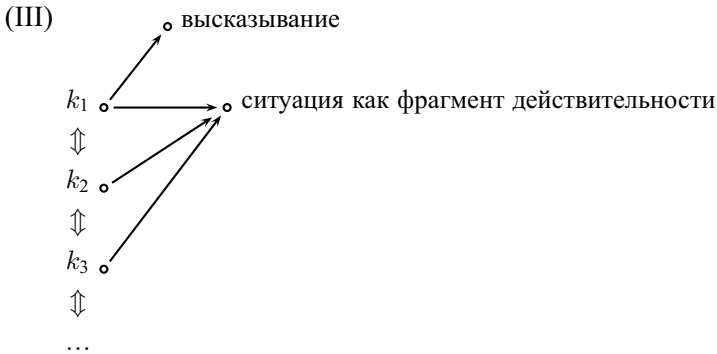 (III) высказывание
k₁ ситуация как фрагмент действительности
⇕
k₂
⇕
k₃
⇕
…